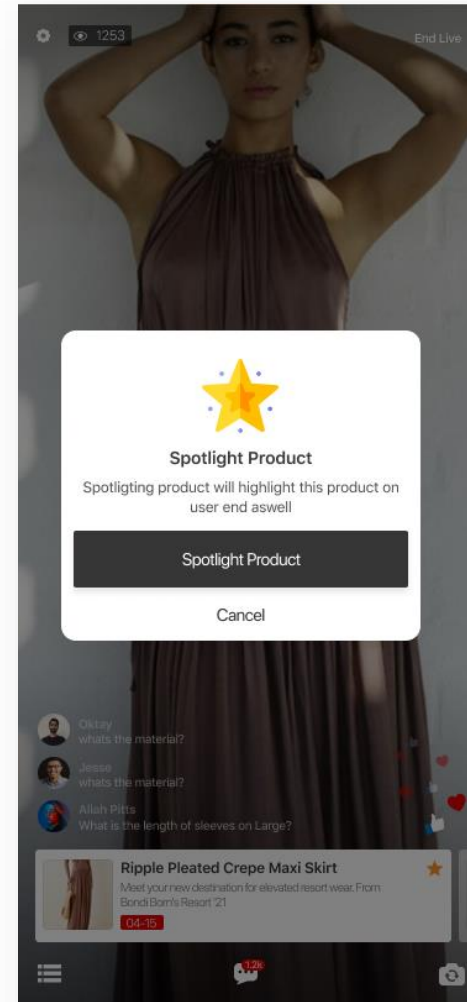 1253
End Live
Spotlight Product
Spotligting product will highlight this product on
user end aswell
Spotlight Product
Cancel
Oktay
whats the material?
Jesse
whats the material?
Aliah Pitts
What is the length of sleeves on Large?
Ripple Pleated Crepe Maxi Skirt
Meet your new destination for elevated resort wear. From
Bondi Born's Resort '21
04-15
1.2K